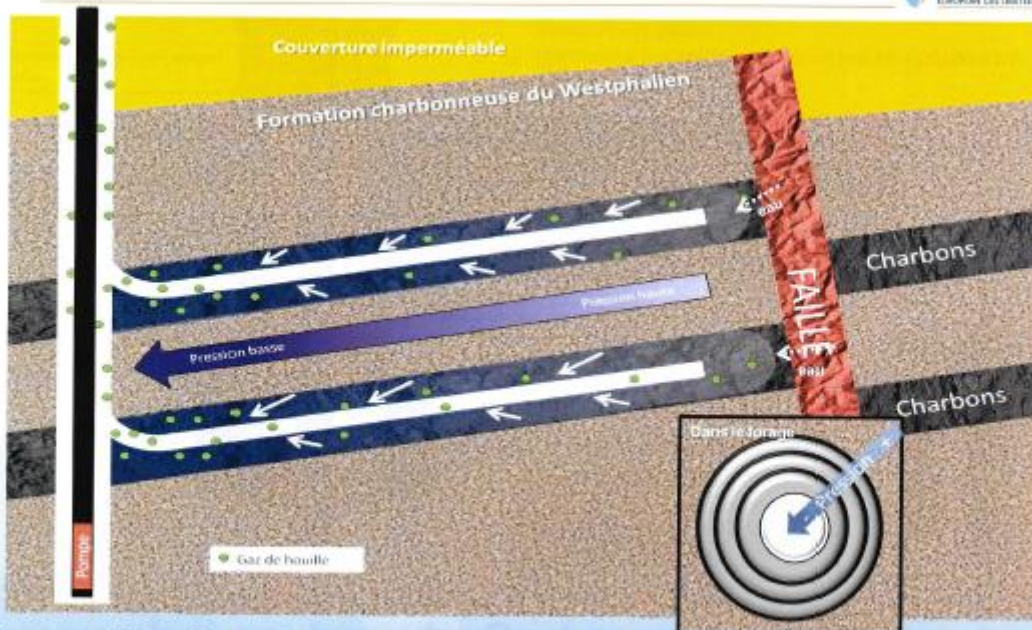 Couverture imperméable
Formation charbonneuse du Westphalien
eau
Charbons
FAILLE
Pression haute
Pression basse
eau
Charbons
Dans le forage
- Pression +
Gaz de houille
Pompe